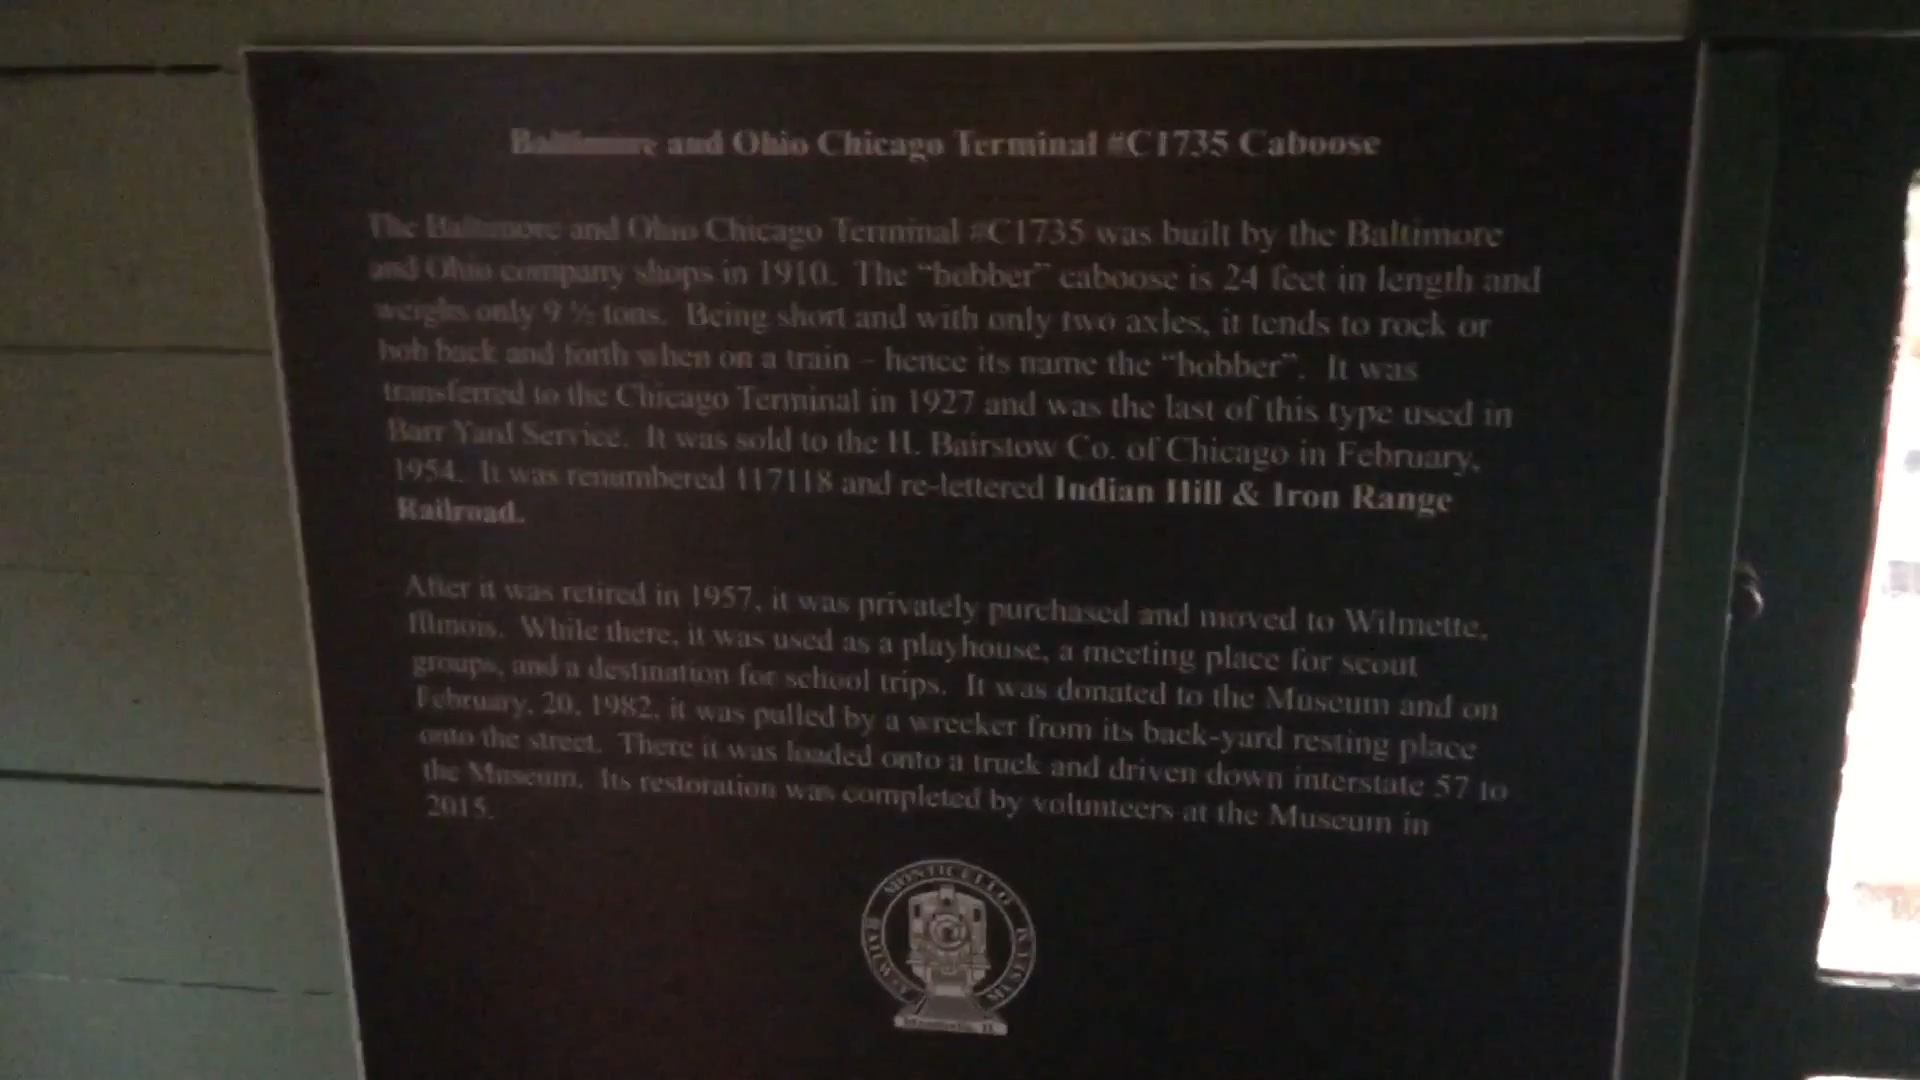 Baltimore and Ohio Chicago Terminal #C1735 Caboose
The Baltimore and Ohio Chicago Terminal #C1735 was built by the Baltimore
and Ohio company shops in 1910. The “bobber” caboose is 24 feet in length and
weighs only 9 ½ tons. Being short and with only two axles, it tends to rock or
bob back and forth when on a train – hence its name the “bobber”. It was
transferred to the Chicago Terminal in 1927 and was the last of this type used in
Barr Yard Service. It was sold to the H. Bairstow Co. of Chicago in February,
1954. It was renumbered 117118 and re-lettered Indian Hill & Iron Range
Railroad.
After it was retired in 1957, it was privately purchased and moved to Wilmette,
Illinois. While there, it was used as a playhouse, a meeting place for scout
groups, and a destination for school trips. It was donated to the Museum and on
February, 20, 1982, it was pulled by a wrecker from its back-yard resting place
onto the street. There it was loaded onto a truck and driven down interstate 57 to
the Museum. Its restoration was completed by volunteers at the Museum in
2015.
MONTICELLO
RAILWAY
MUSEUM
Monticello, IL